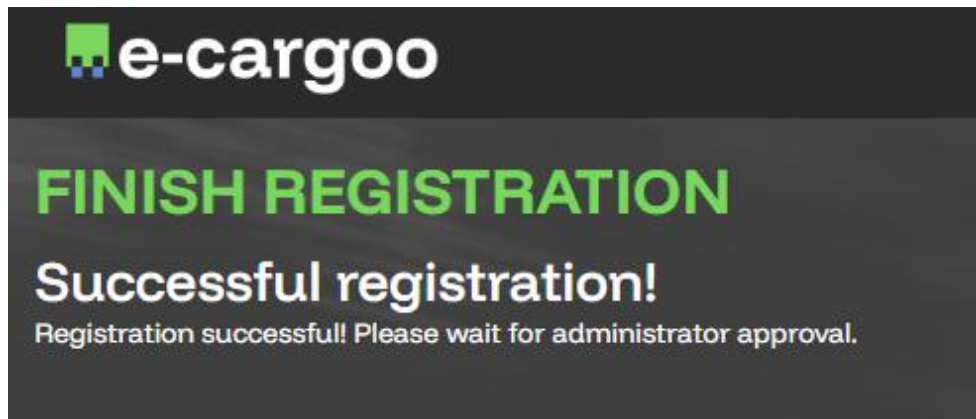 e-cargoo
FINISH REGISTRATION
Successful registration!
Registration successful! Please wait for administrator approval.